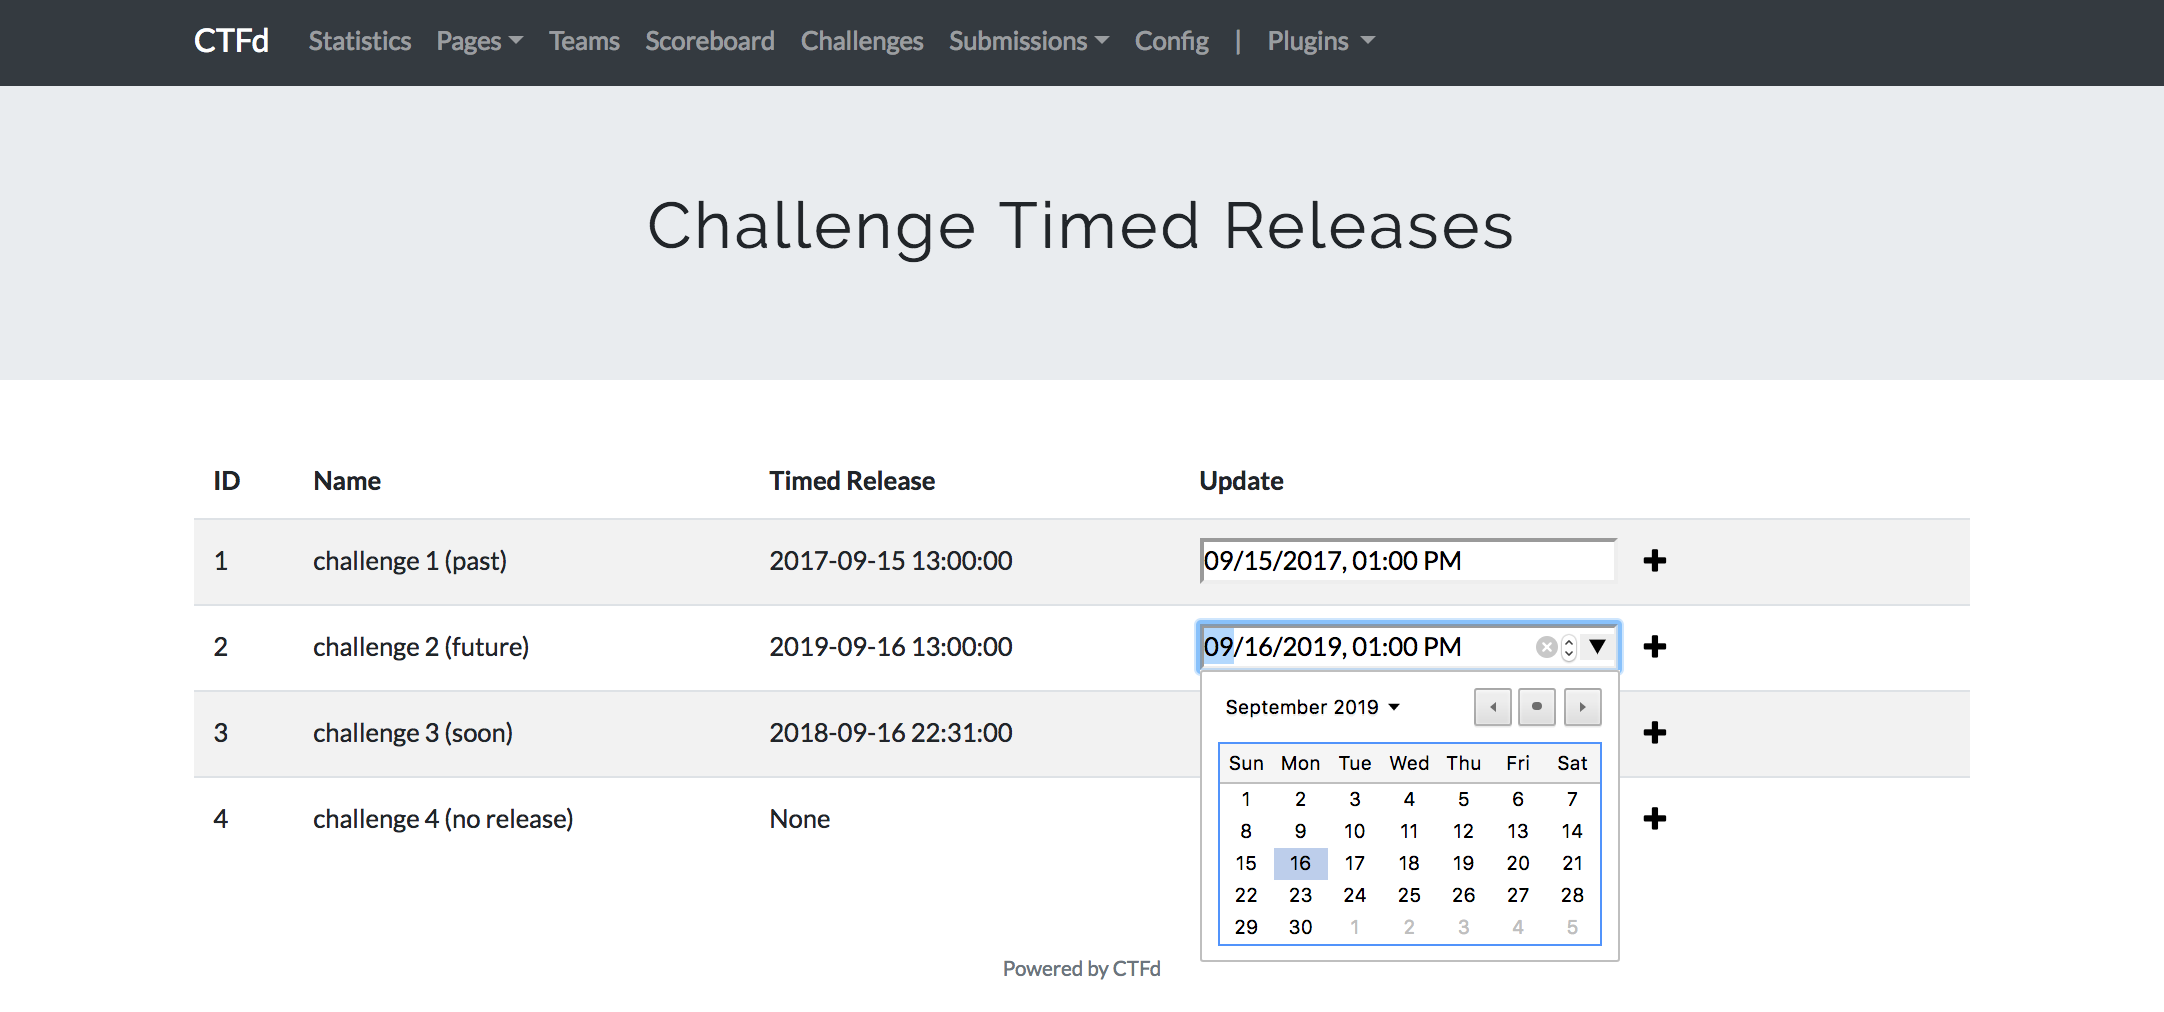 CTFd Statistics Pages Teams Scoreboard Challenges Submissions Config | Plugins
Challenge Timed Releases
ID Name Timed Release Update
1 challenge 1 (past) 2017-09-15 13:00:00 09/15/2017, 01:00 PM
2 challenge 2 (future) 2019-09-16 13:00:00 09/16/2019, 01:00 PM
3 challenge 3 (soon) 2018-09-16 22:31:00
4 challenge 4 (no release) None
September 2019
Sun Mon Tue Wed Thu Fri Sat
1 2 3 4 5 6 7
8 9 10 11 12 13 14
15 16 17 18 19 20 21
22 23 24 25 26 27 28
29 30 1 2 3 4 5
Powered by CTFd